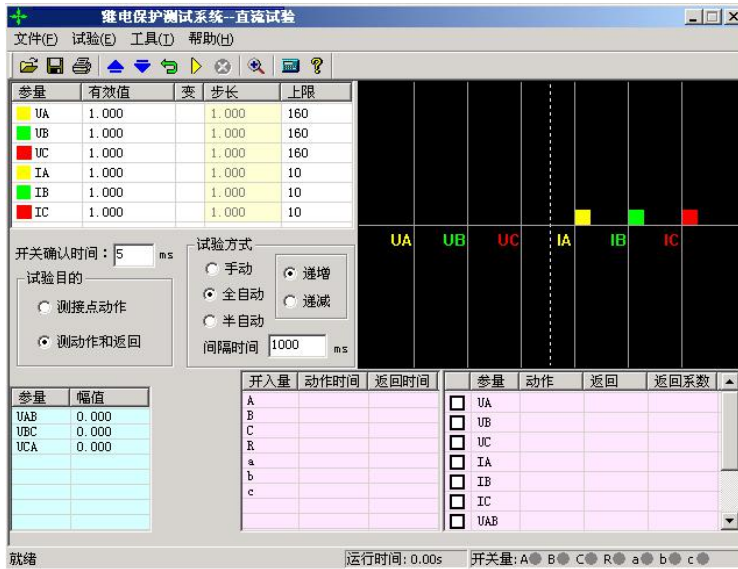 继电保护测试系统--直流试验
文件(F) 试验(E) 工具(T) 帮助(H)
参量 有效值 变 步长 上限
UA 1.000 1.000 160
UB 1.000 1.000 160
UC 1.000 1.000 160
IA 1.000 1.000 10
IB 1.000 1.000 10
IC 1.000 1.000 10
UA UB UC IA IB IC
开关确认时间：5 ms
试验目的
测接点动作
测动作和返回
试验方式
手动
全自动
半自动
递增
递减
间隔时间 1000 ms
参量 幅值
UAB 0.000
UBC 0.000
UCA 0.000
开入量 动作时间 返回时间
A
B
C
R
a
b
c
参量 动作 返回 返回系数
UA
UB
UC
IA
IB
IC
UAB
就绪 运行时间: 0.00s 开关量: A B C R a b c